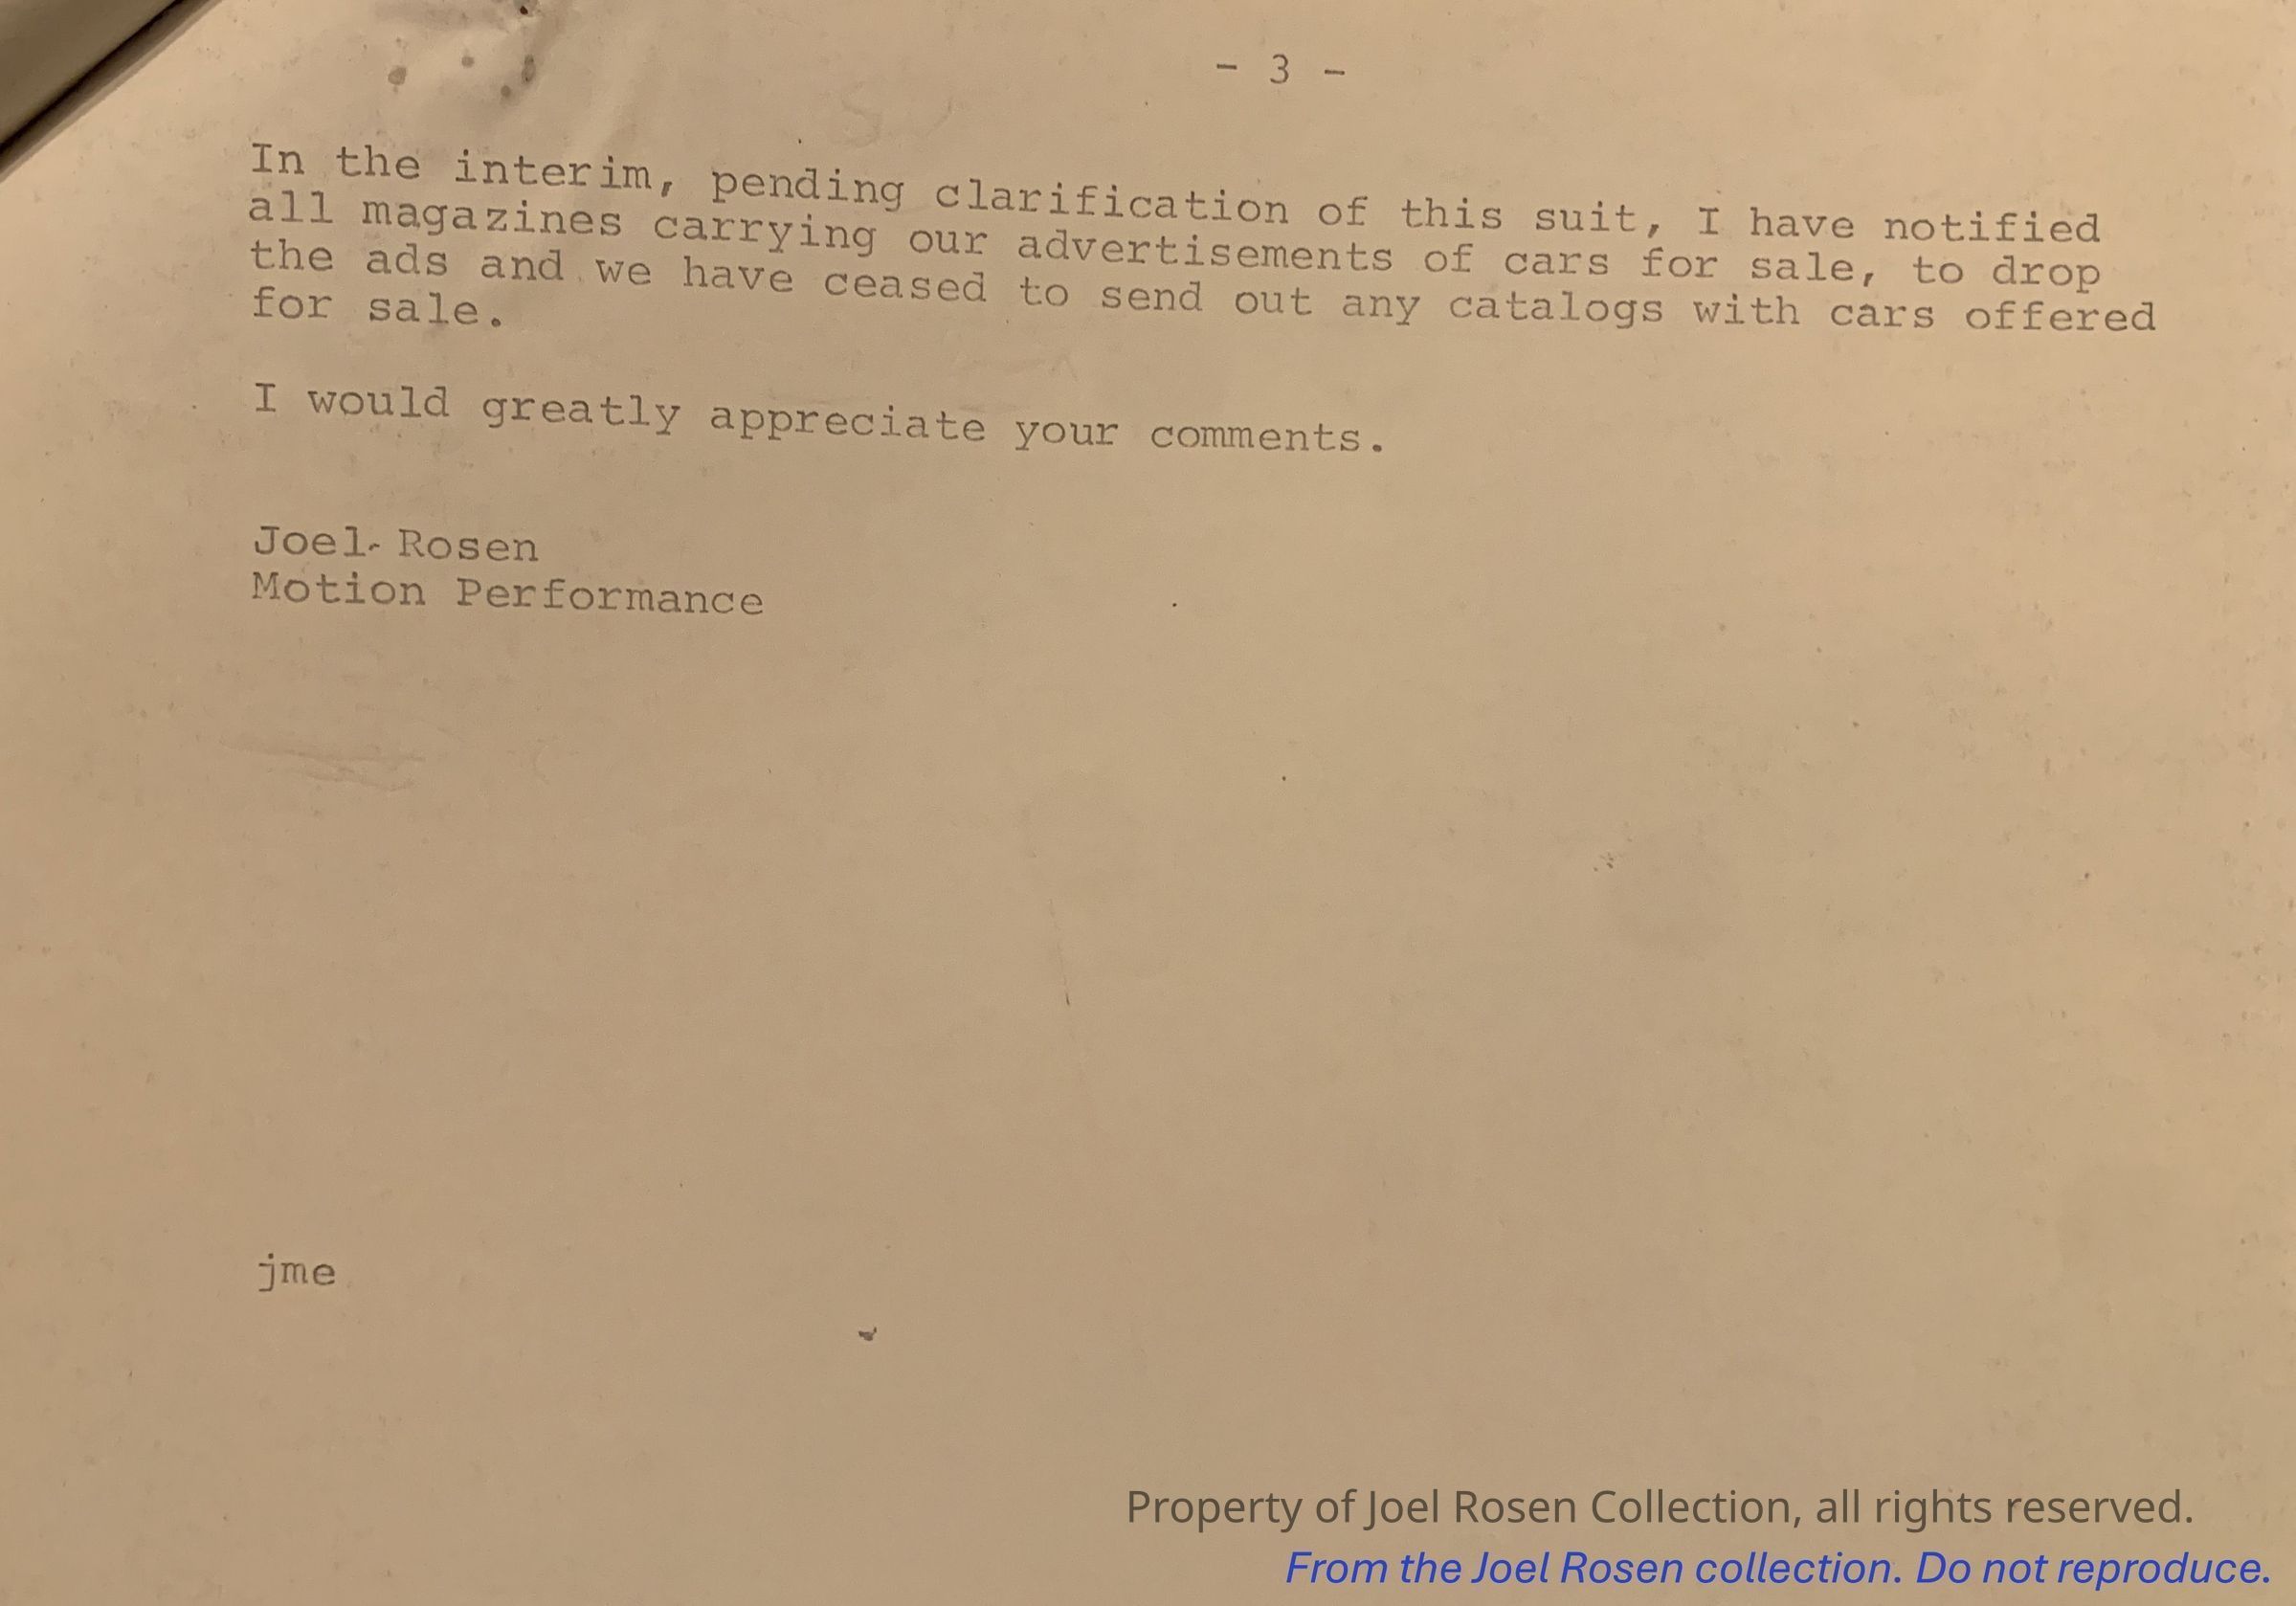 - 3 -
In the interim, pending clarification of this suit, I have notified
all magazines carrying our advertisements of cars for sale, to drop
the ads and we have ceased to send out any catalogs with cars offered
for sale.
I would greatly appreciate your comments.
Joel Rosen
Motion Performance
jme
Property of Joel Rosen Collection, all rights reserved.
From the Joel Rosen collection. Do not reproduce.